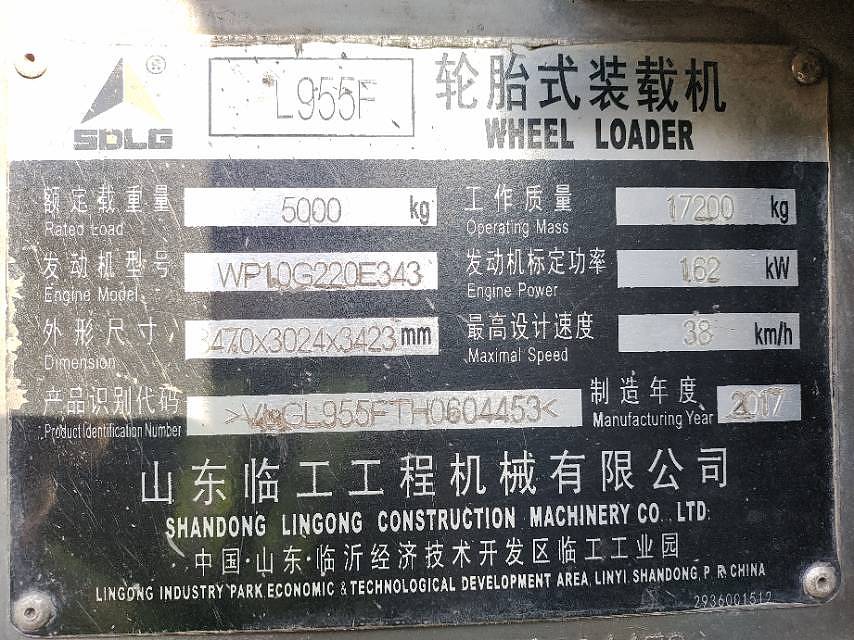 SDLG ® L955F 轮胎式装载机
WHEEL LOADER
额定载重量 5000 kg 工作质量 17200 kg
Rated Load Operating Mass
发动机型号 WP10G220E343 发动机标定功率 162 kW
Engine Model Engine Power
外形尺寸 8470x3024x3423 mm 最高设计速度 38 km/h
Dimension Maximal Speed
产品识别代码 制造年度 2017
Product Identification Number Manufacturing Year
山东临工工程机械有限公司
SHANDONG LINGONG CONSTRUCTION MACHINERY CO., LTD.
中国·山东·临沂经济技术开发区临工工业园
LINGONG INDUSTRY PARK ECONOMIC & TECHNOLOGICAL DEVELOPMENT AREA, LINYI SHANDONG, P. R. CHINA
2936001512